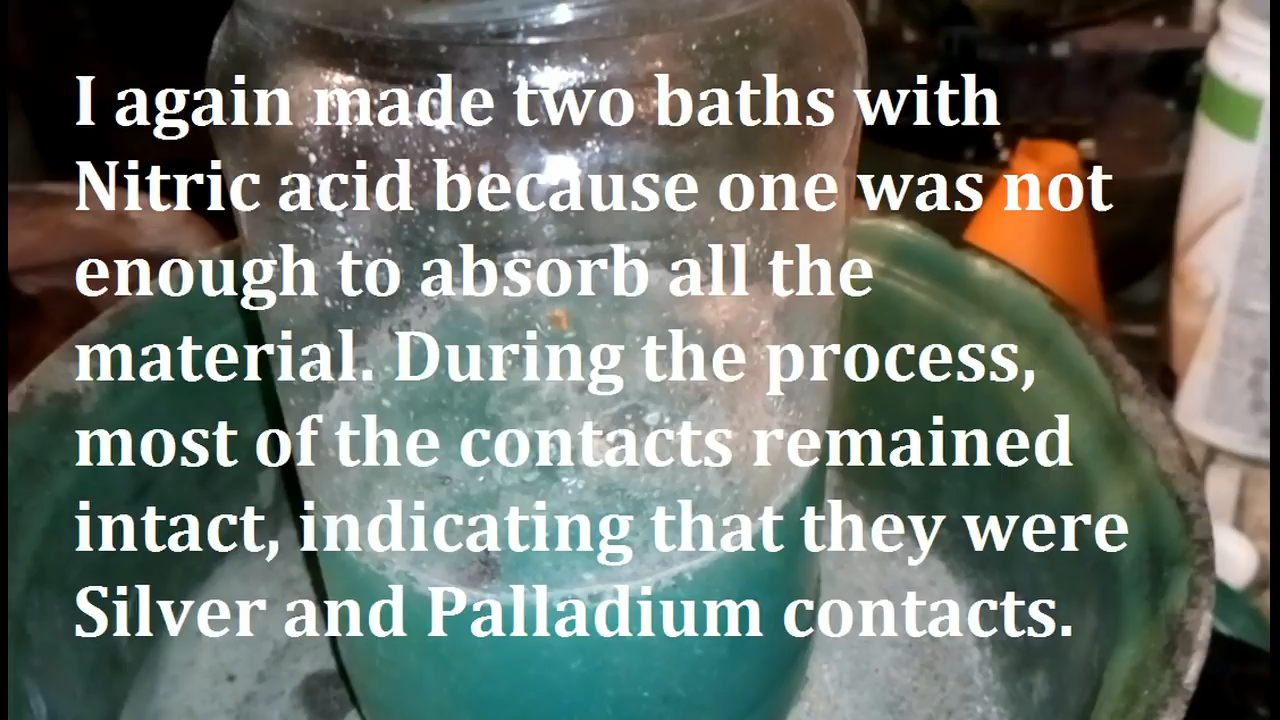 I again made two baths with
Nitric acid because one was not
enough to absorb all the
material. During the process,
most of the contacts remained
intact, indicating that they were
Silver and Palladium contacts.